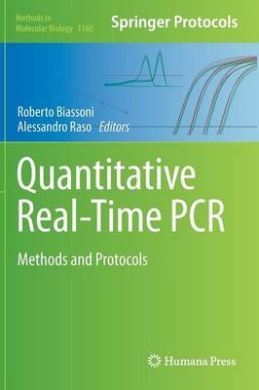 Methods in
Molecular Biology 1160
Springer Protocols
Roberto Biassoni
Alessandro Raso Editors
Quantitative
Real-Time PCR
Methods and Protocols
Humana Press